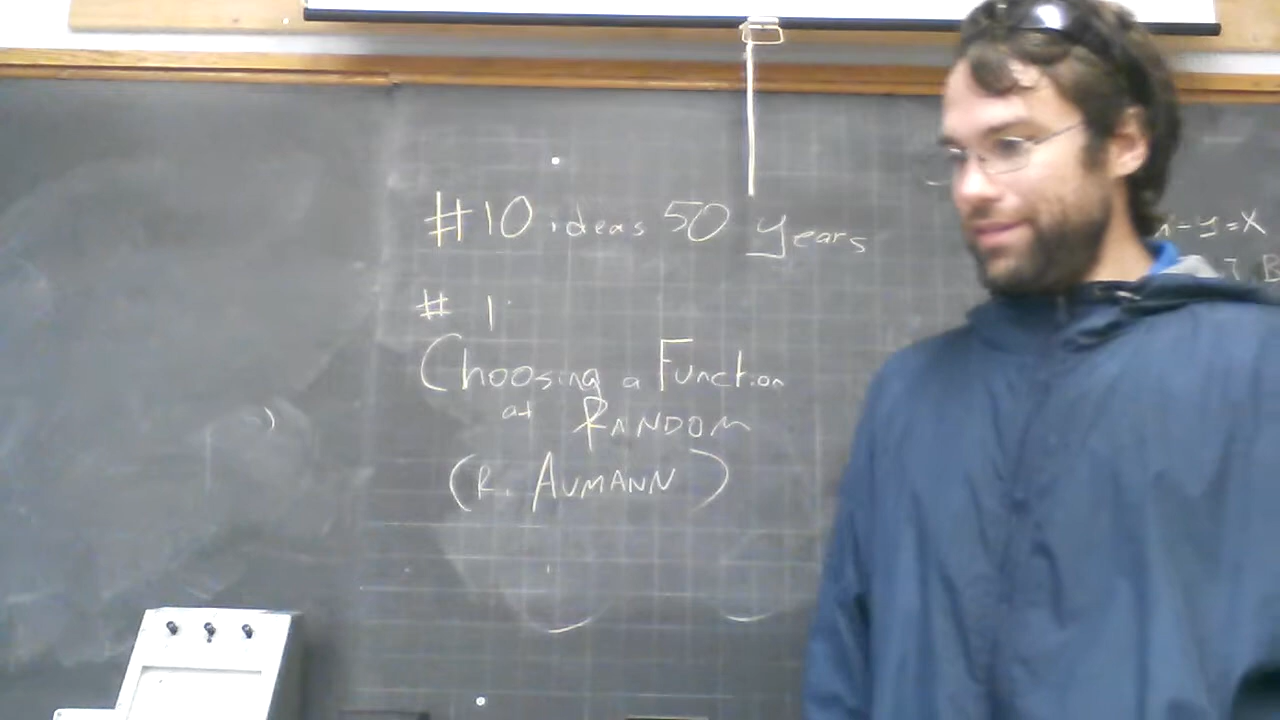 #10 ideas 50 years
# 1
Choosing a Function
at RANDOM
(R. AUMANN)
-y=X
B